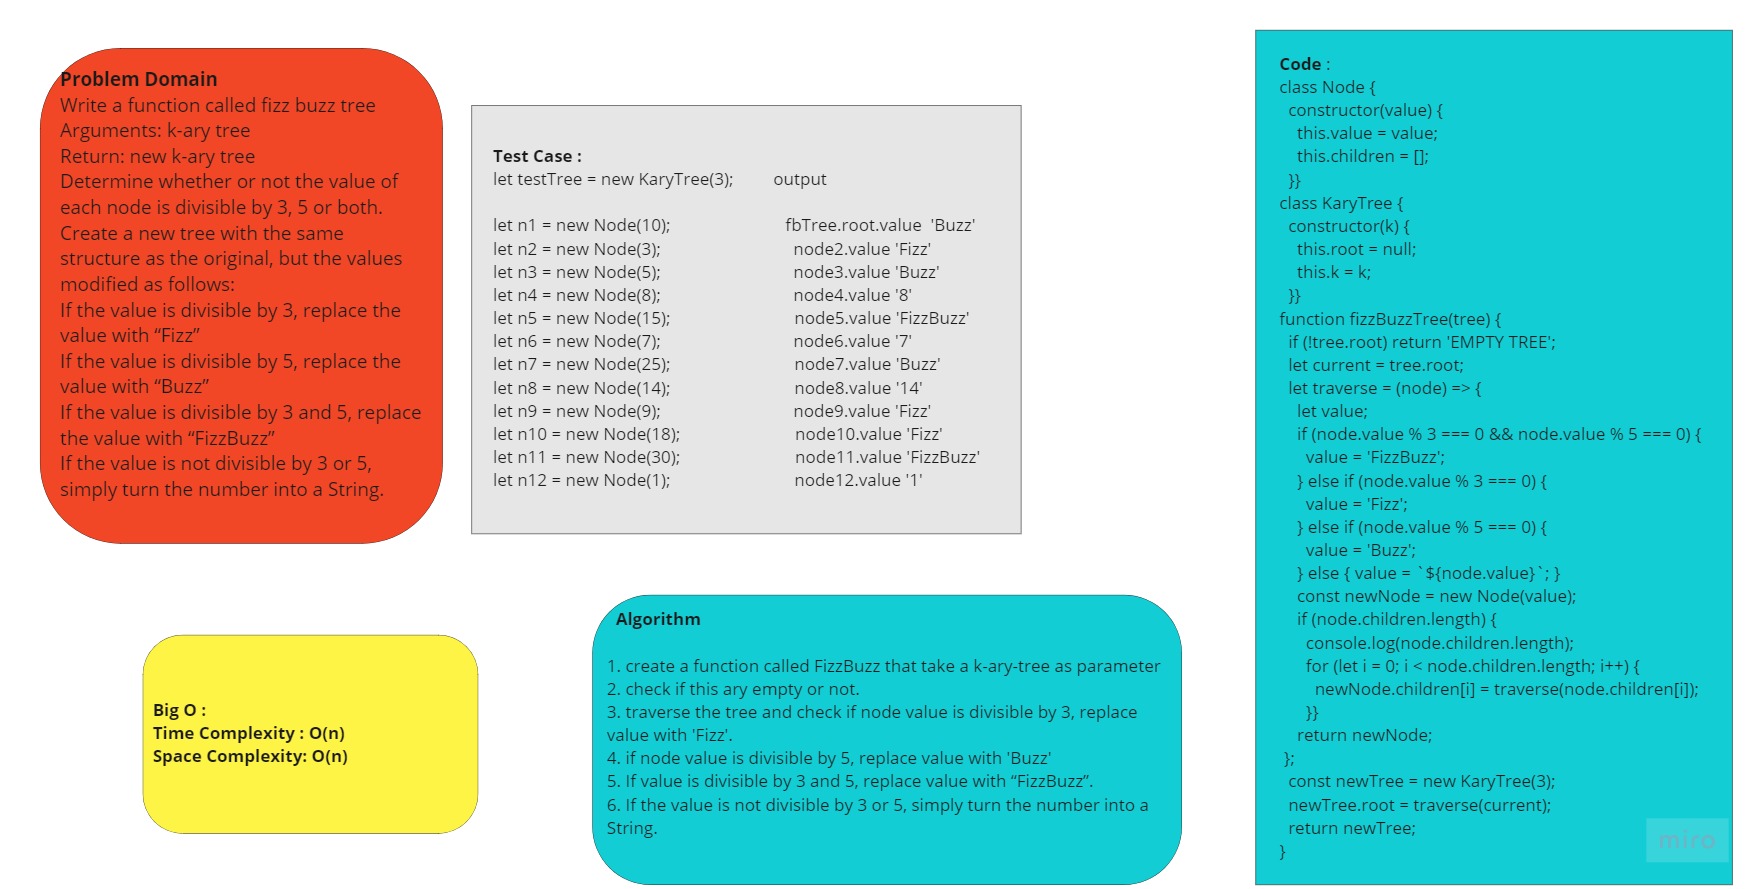 Problem Domain
Write a function called fizz buzz tree
Arguments: k-ary tree
Return: new k-ary tree
Determine whether or not the value of
each node is divisible by 3, 5 or both.
Create a new tree with the same
structure as the original, but the values
modified as follows:
If the value is divisible by 3, replace the
value with “Fizz”
If the value is divisible by 5, replace the
value with “Buzz”
If the value is divisible by 3 and 5, replace
the value with “FizzBuzz”
If the value is not divisible by 3 or 5,
simply turn the number into a String.
Test Case :
let testTree = new KaryTree(3); output
let n1 = new Node(10); fbTree.root.value 'Buzz'
let n2 = new Node(3); node2.value 'Fizz'
let n3 = new Node(5); node3.value 'Buzz'
let n4 = new Node(8); node4.value '8'
let n5 = new Node(15); node5.value 'FizzBuzz'
let n6 = new Node(7); node6.value '7'
let n7 = new Node(25); node7.value 'Buzz'
let n8 = new Node(14); node8.value '14'
let n9 = new Node(9); node9.value 'Fizz'
let n10 = new Node(18); node10.value 'Fizz'
let n11 = new Node(30); node11.value 'FizzBuzz'
let n12 = new Node(1); node12.value '1'
Big O :
Time Complexity : O(n)
Space Complexity: O(n)
Algorithm
1. create a function called FizzBuzz that take a k-ary-tree as parameter
2. check if this ary empty or not.
3. traverse the tree and check if node value is divisible by 3, replace
value with 'Fizz'.
4. if node value is divisible by 5, replace value with 'Buzz'
5. If value is divisible by 3 and 5, replace value with “FizzBuzz”.
6. If the value is not divisible by 3 or 5, simply turn the number into a
String.
Code :
class Node {
constructor(value) {
this.value = value;
this.children = [];
}}
class KaryTree {
constructor(k) {
this.root = null;
this.k = k;
}}
function fizzBuzzTree(tree) {
if (!tree.root) return 'EMPTY TREE';
let current = tree.root;
let traverse = (node) => {
let value;
if (node.value % 3 === 0 && node.value % 5 === 0) {
value = 'FizzBuzz';
} else if (node.value % 3 === 0) {
value = 'Fizz';
} else if (node.value % 5 === 0) {
value = 'Buzz';
} else { value = `${node.value}`; }
const newNode = new Node(value);
if (node.children.length) {
console.log(node.children.length);
for (let i = 0; i < node.children.length; i++) {
newNode.children[i] = traverse(node.children[i]);
}}
return newNode;
};
const newTree = new KaryTree(3);
newTree.root = traverse(current);
return newTree;
}
miro